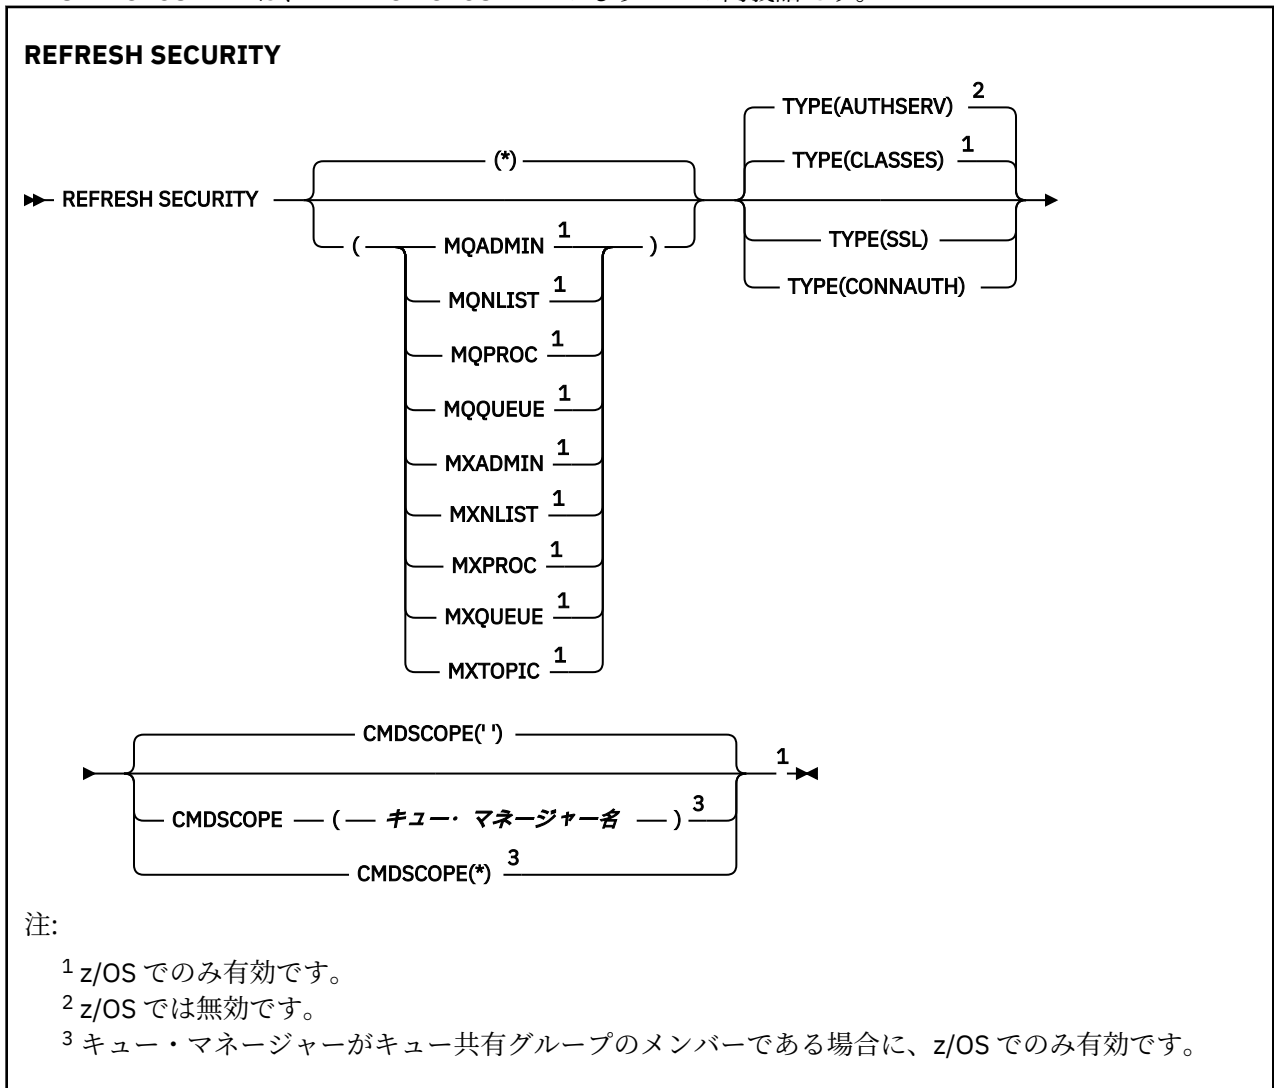 REFRESH SECURITY
REFRESH SECURITY
(*)
(
MQADMIN 1
MQNLIST 1
MQPROC 1
MQQUEUE 1
MXADMIN 1
MXNLIST 1
MXPROC 1
MXQUEUE 1
MXTOPIC 1
)
TYPE(AUTHSERV) 2
TYPE(CLASSES) 1
TYPE(SSL)
TYPE(CONNAUTH)
CMDSCOPE(' ')
CMDSCOPE ( キュー・マネージャー名 ) 3
CMDSCOPE(*) 3
1
注:
1 z/OS でのみ有効です。
2 z/OS では無効です。
3 キュー・マネージャーがキュー共有グループのメンバーである場合に、z/OS でのみ有効です。